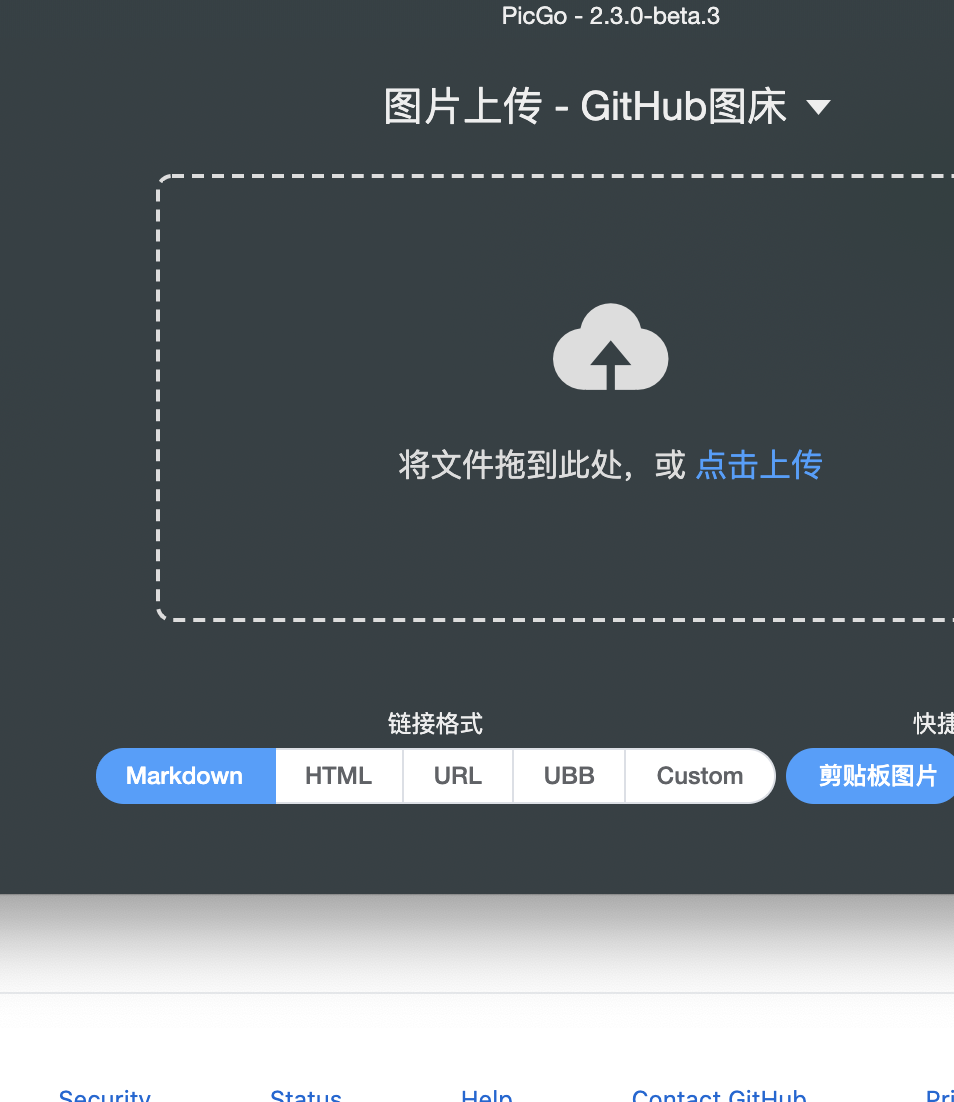 PicGo - 2.3.0-beta.3
图片上传 - GitHub图床
将文件拖到此处，或 点击上传
链接格式
快捷
Markdown HTML URL UBB Custom 剪贴板图片
Security Status Help Contact GitHub